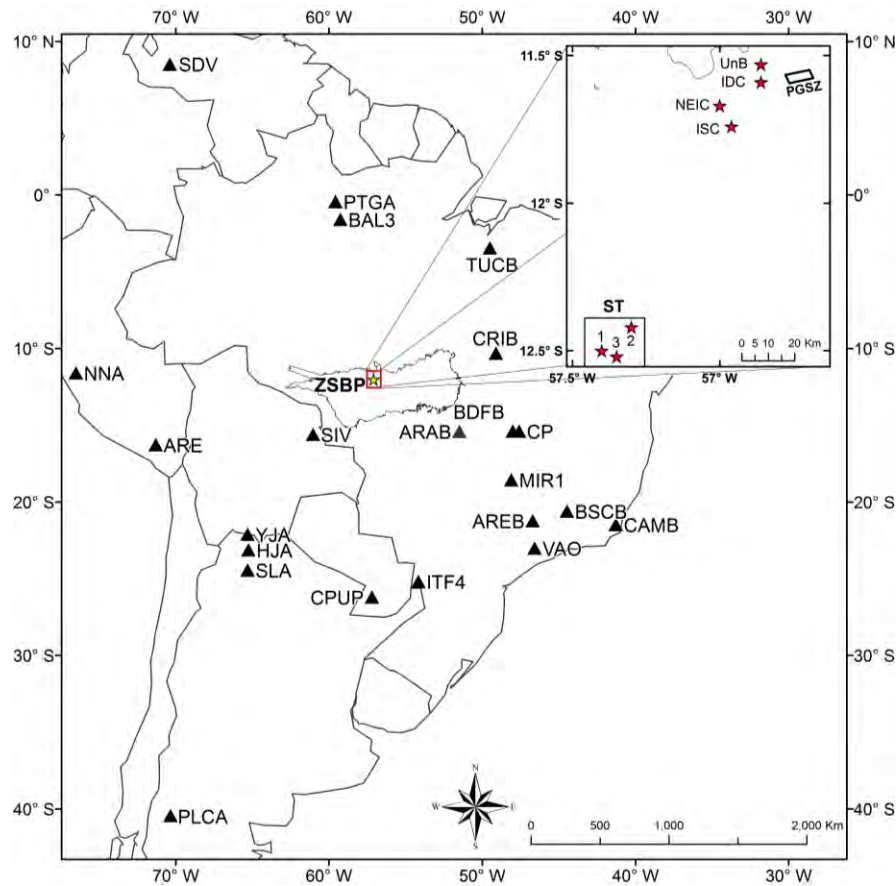 70° W 60° W 50° W 40° W 30° W
10° N 10° N
SDV
11.5° S
UnB
IDC
PGSZ
NEIC
ISC
0° 0°
PTGA
12° S
BAL3
TUCB
ST
10° S 10° S
CRIB
1 3 2
0 5 10 20 Km
12.5° S
57.5° W 57° W
NNA
ZSBP
BDFB
ARE
SIV
ARAB
CP
MIR1
20° S 20° S
BSCB
AREB
CAMB
YJA
HJA
VAO
SLA
ITF4
CPUP
30° S 30° S
N
W E
S
40° S 40° S
PLCA
0 500 1,000 2,000 Km
70° W 60° W 50° W 40° W 30° W